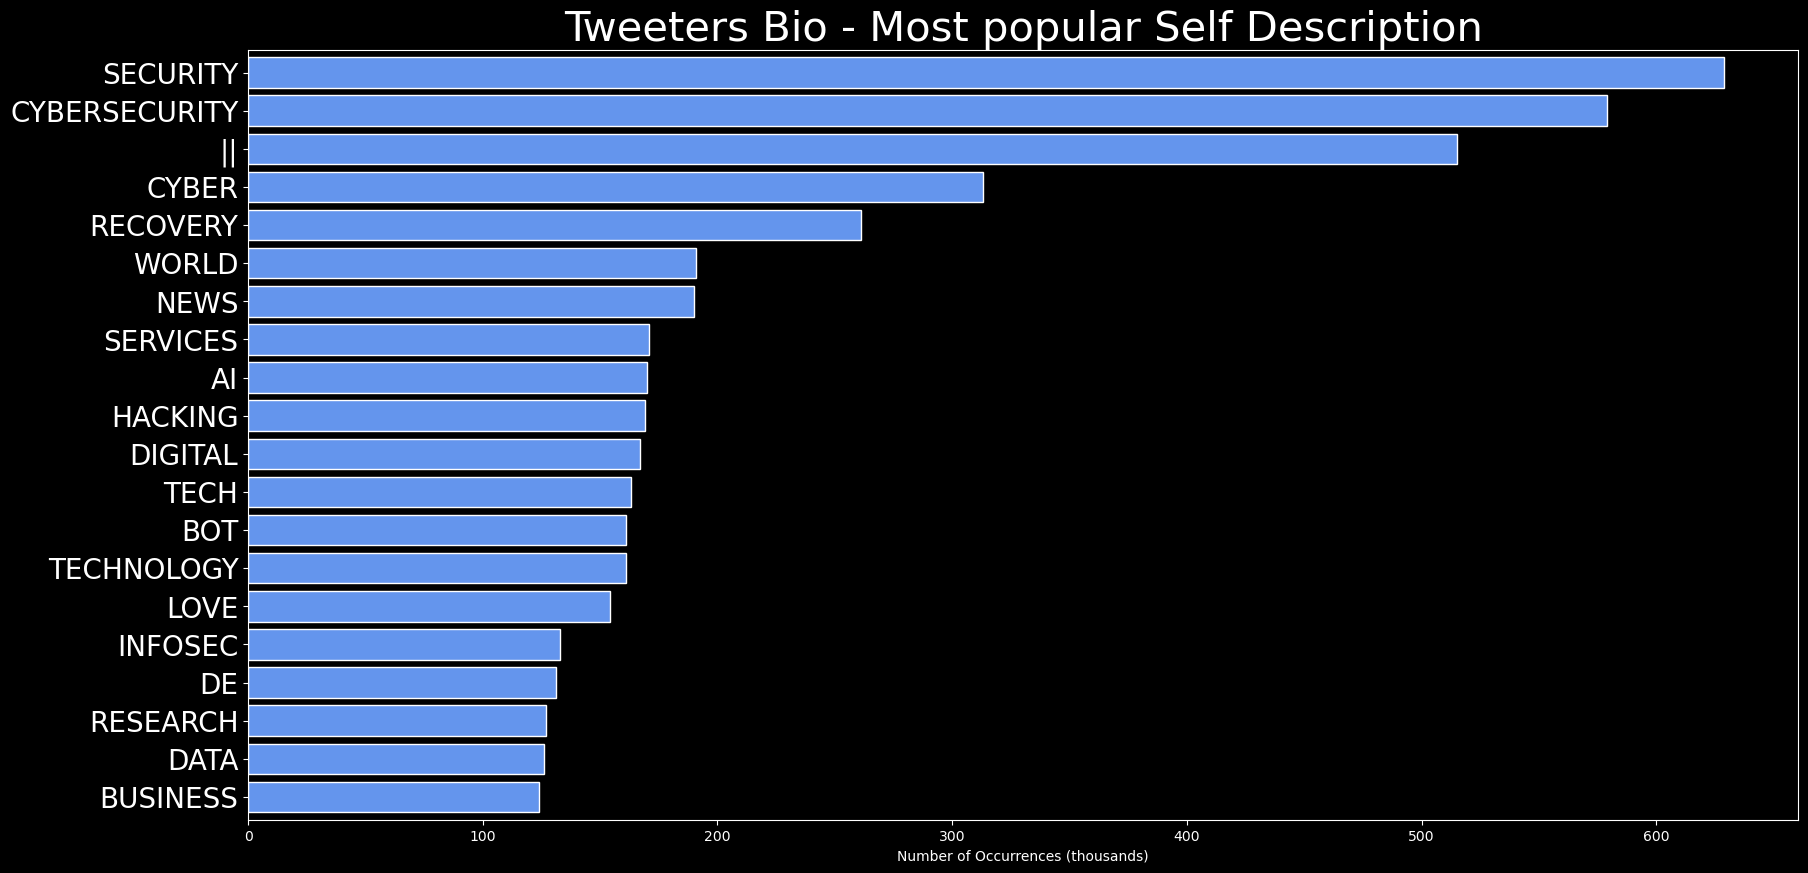 Tweeters Bio - Most popular Self Description
SECURITY
CYBERSECURITY
||
CYBER
RECOVERY
WORLD
NEWS
SERVICES
AI
HACKING
DIGITAL
TECH
BOT
TECHNOLOGY
LOVE
INFOSEC
DE
RESEARCH
DATA
BUSINESS
0 100 200 300 400 500 600
Number of Occurrences (thousands)